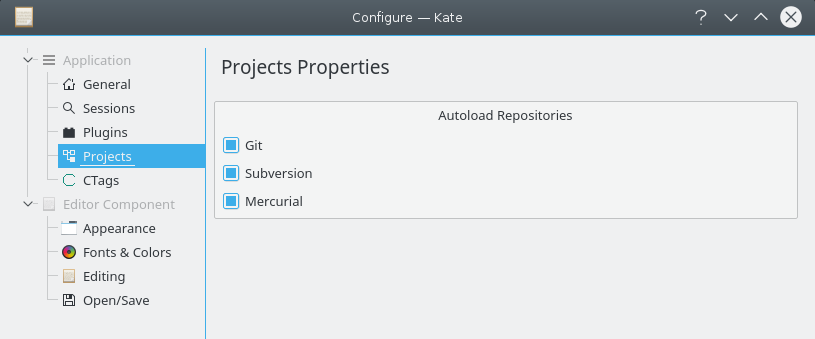 Configure — Kate
Application
General
Sessions
Plugins
Projects
CTags
Editor Component
Appearance
Fonts & Colors
Editing
Open/Save
Projects Properties
Autoload Repositories
Git
Subversion
Mercurial